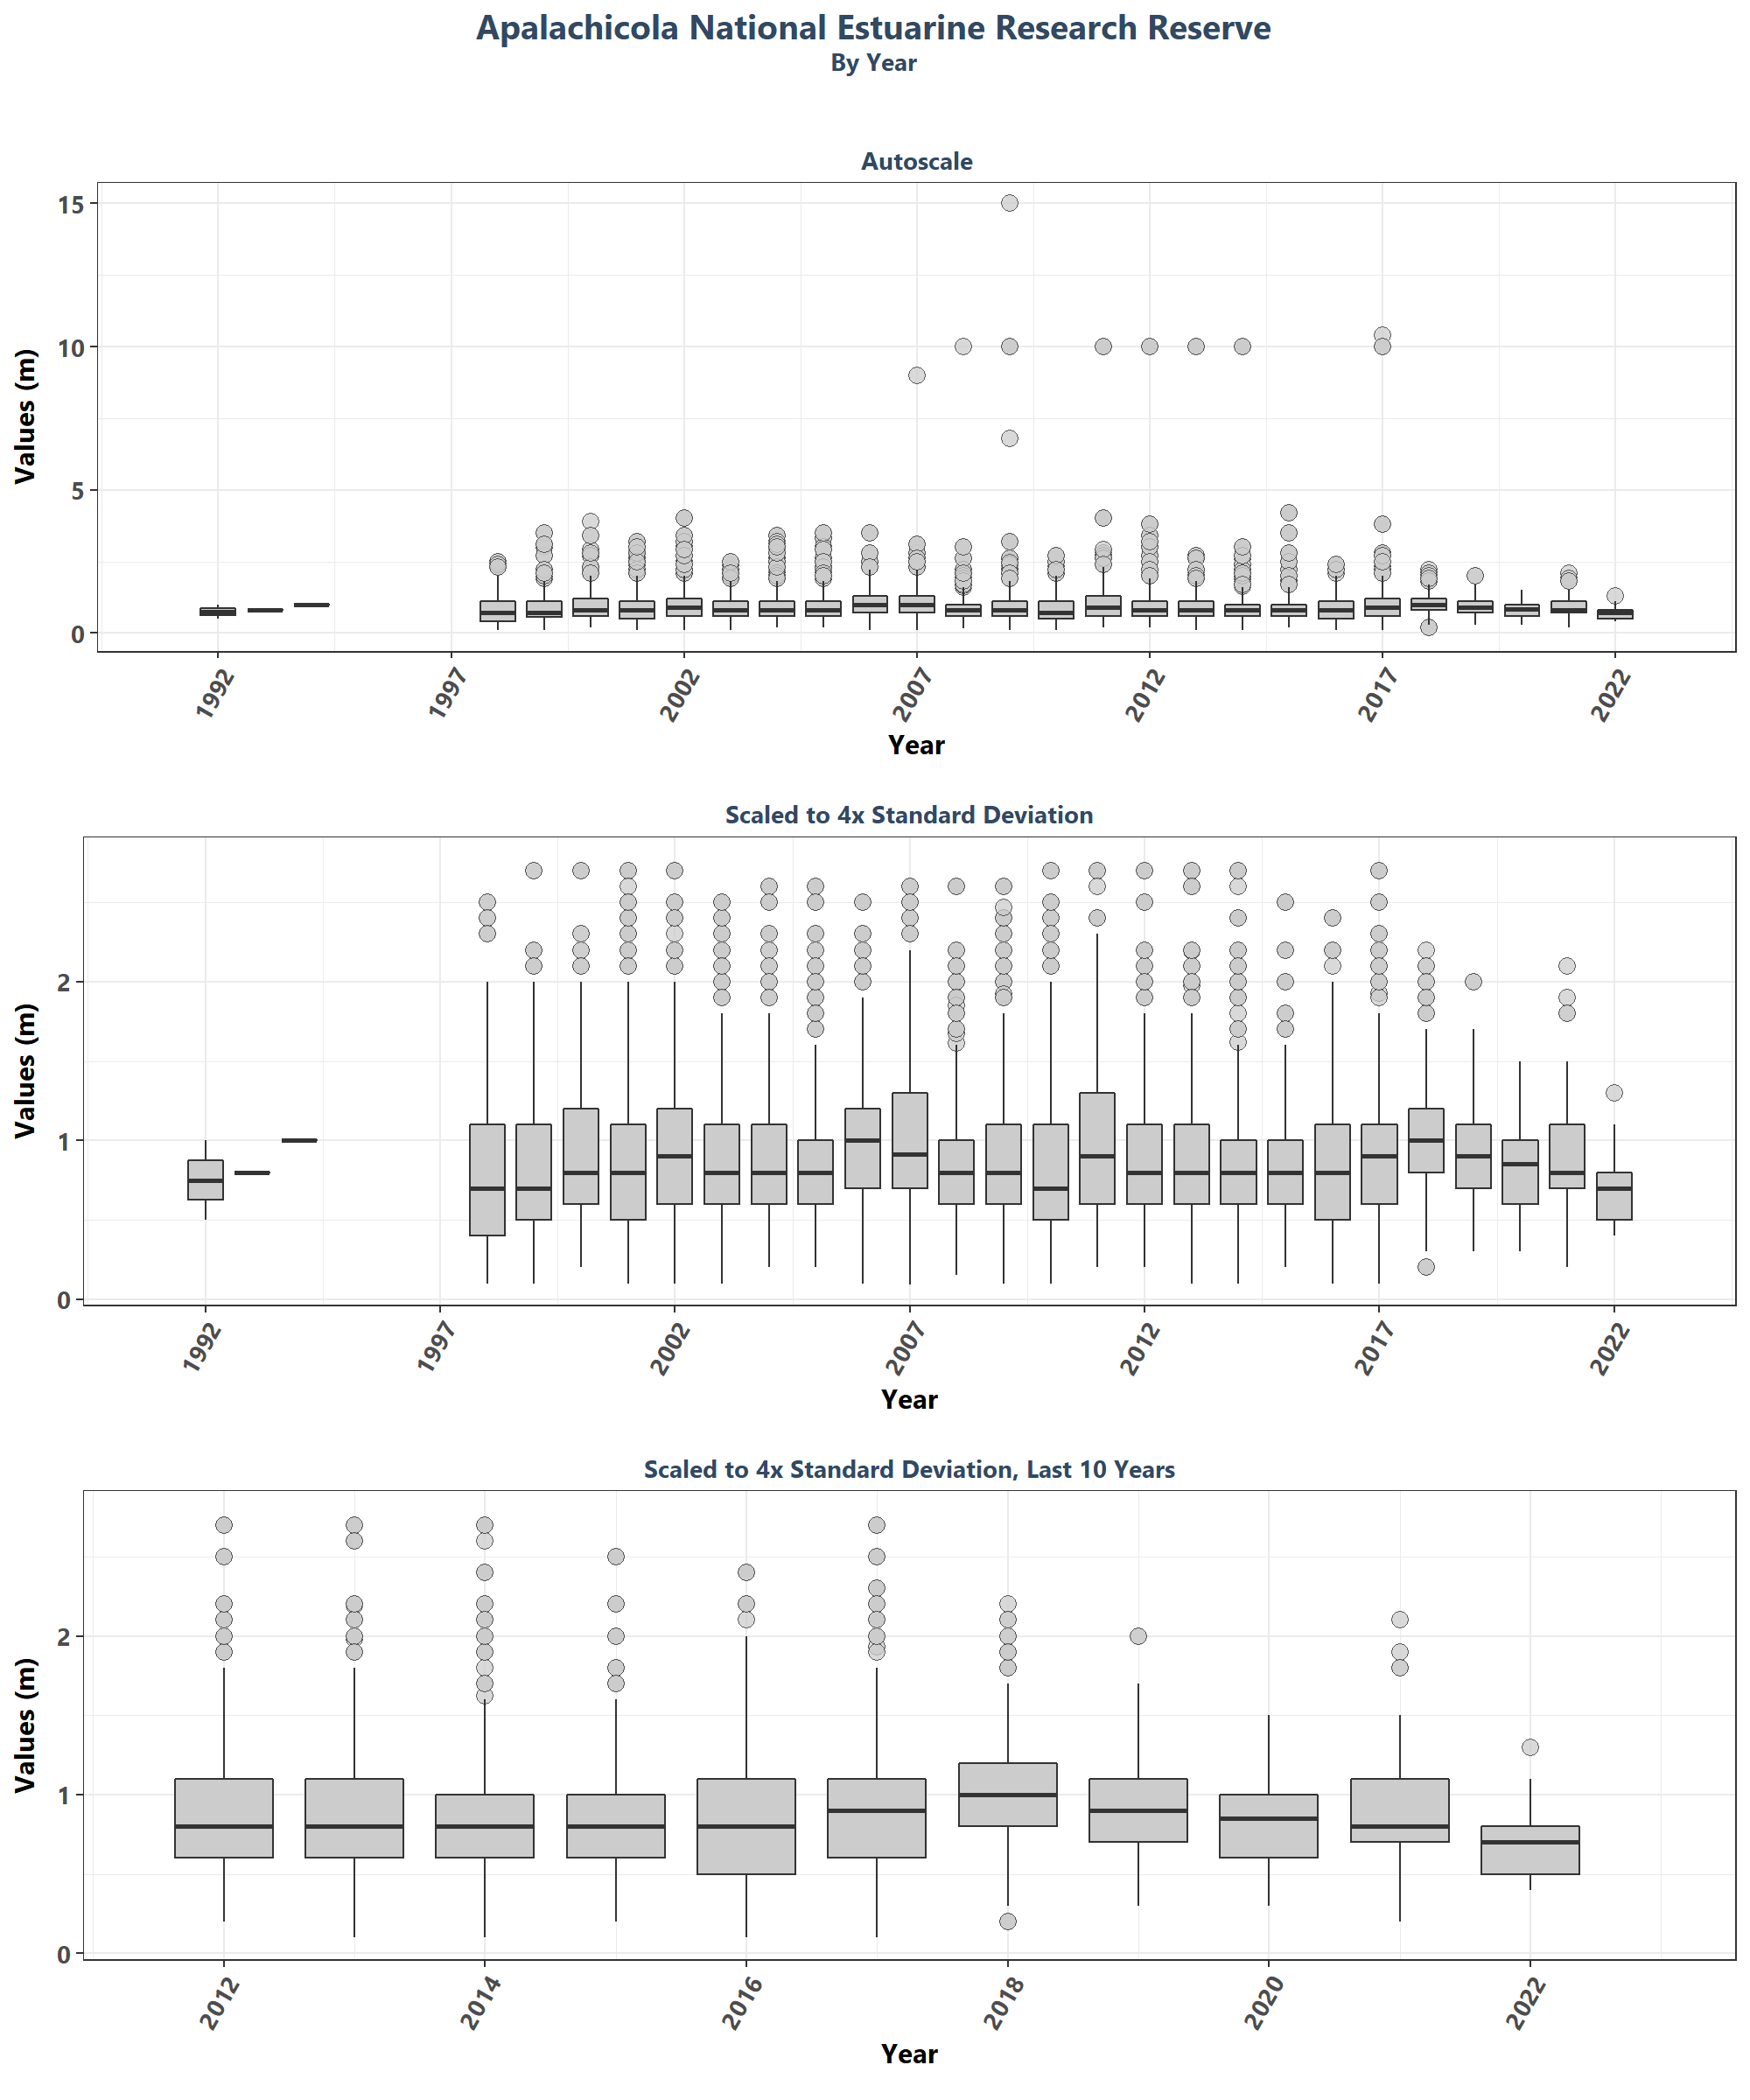 Apalachicola National Estuarine Research Reserve
By Year
Autoscale
Values (m)
15
10
5
0
1992 1997 2002 2007 2012 2017 2022
Year
Scaled to 4x Standard Deviation
Values (m)
2
1
0
1992 1997 2002 2007 2012 2017 2022
Year
Scaled to 4x Standard Deviation, Last 10 Years
Values (m)
2
1
0
2012 2014 2016 2018 2020 2022
Year